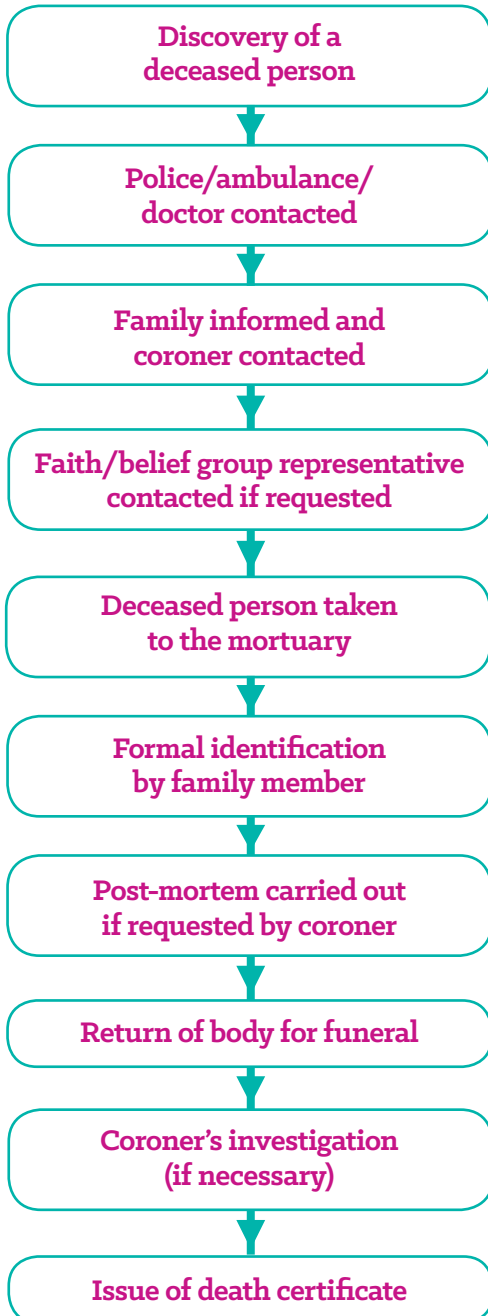 Discovery of a
deceased person
Police/ambulance/
doctor contacted
Family informed and
coroner contacted
Faith/belief group representative
contacted if requested
Deceased person taken
to the mortuary
Formal identification
by family member
Post-mortem carried out
if requested by coroner
Return of body for funeral
Coroner’s investigation
(if necessary)
Issue of death certificate